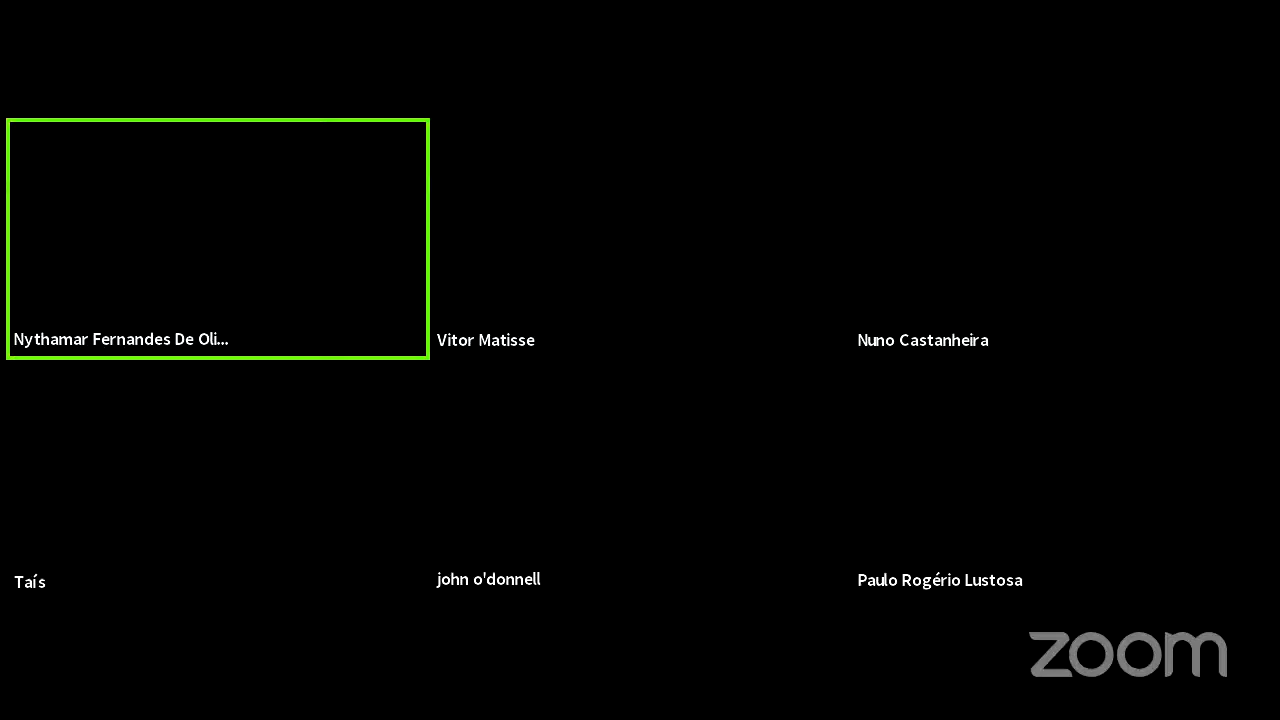 Nythamar Fernandes De Oli...
Vitor Matisse
Nuno Castanheira
Taís
john o'donnell
Paulo Rogério Lustosa
zoom